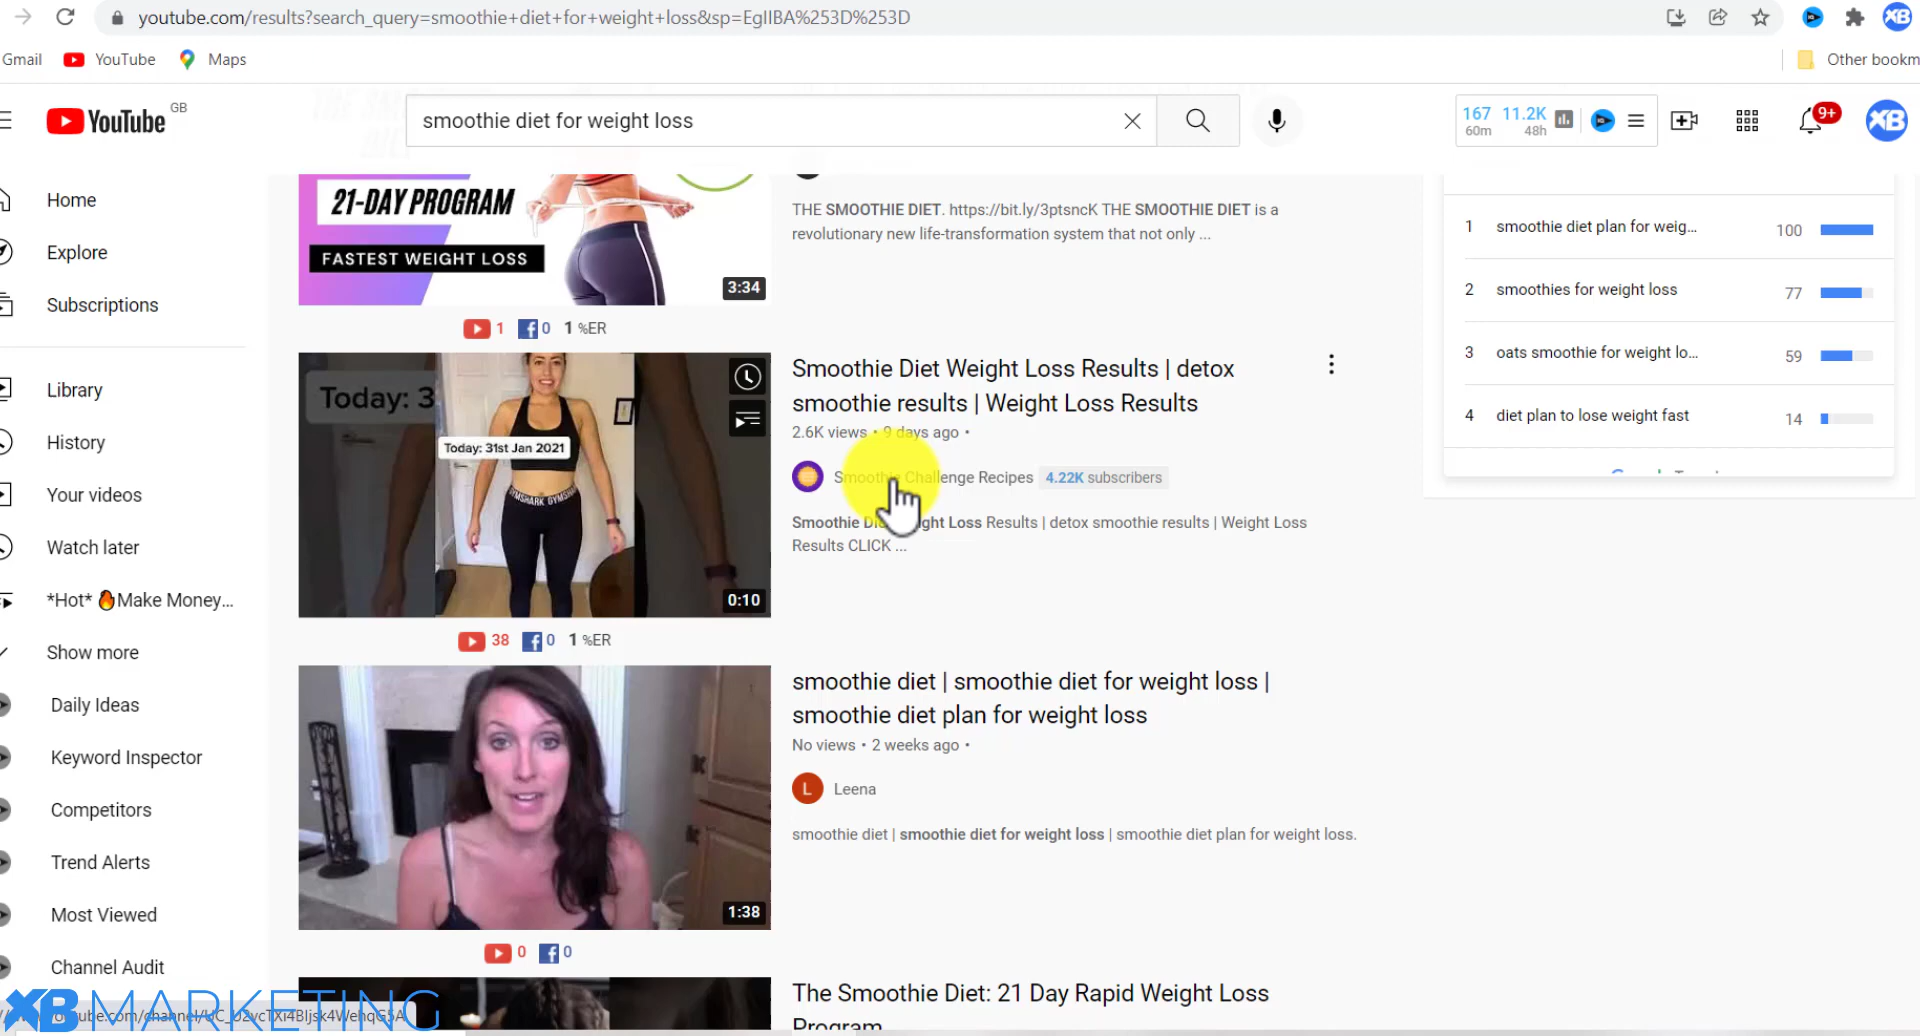 youtube.com/results?search_query=smoothie+diet+for+weight+loss&sp=EgIIBA%253D%253D
Gmail YouTube Maps Other bookm
YouTube GB
smoothie diet for weight loss
167 11.2K
60m 48h
9+
XB
Home
Explore
Subscriptions
Library
History
Your videos
Watch later
*Hot* 🔥Make Money...
Show more
Daily Ideas
Keyword Inspector
Competitors
Trend Alerts
Most Viewed
Channel Audit
21-DAY PROGRAM
FASTEST WEIGHT LOSS
3:34
THE SMOOTHIE DIET. https://bit.ly/3ptsncK THE SMOOTHIE DIET is a
revolutionary new life-transformation system that not only ...
1 0 1 %ER
Today: 3
Today: 31st Jan 2021
GYMSHARK
0:10
Smoothie Diet Weight Loss Results | detox
smoothie results | Weight Loss Results
2.6K views • 9 days ago •
Smoothie Challenge Recipes 4.22K subscribers
Smoothie Weight Loss Results | detox smoothie results | Weight Loss
Results CLICK ...
38 0 1 %ER
1:38
smoothie diet | smoothie diet for weight loss |
smoothie diet plan for weight loss
No views • 2 weeks ago •
L Leena
smoothie diet | smoothie diet for weight loss | smoothie diet plan for weight loss.
0 0
The Smoothie Diet: 21 Day Rapid Weight Loss
Program
1 smoothie diet plan for weig... 100
2 smoothies for weight loss 77
3 oats smoothie for weight lo... 59
4 diet plan to lose weight fast 14
XB MARKETING